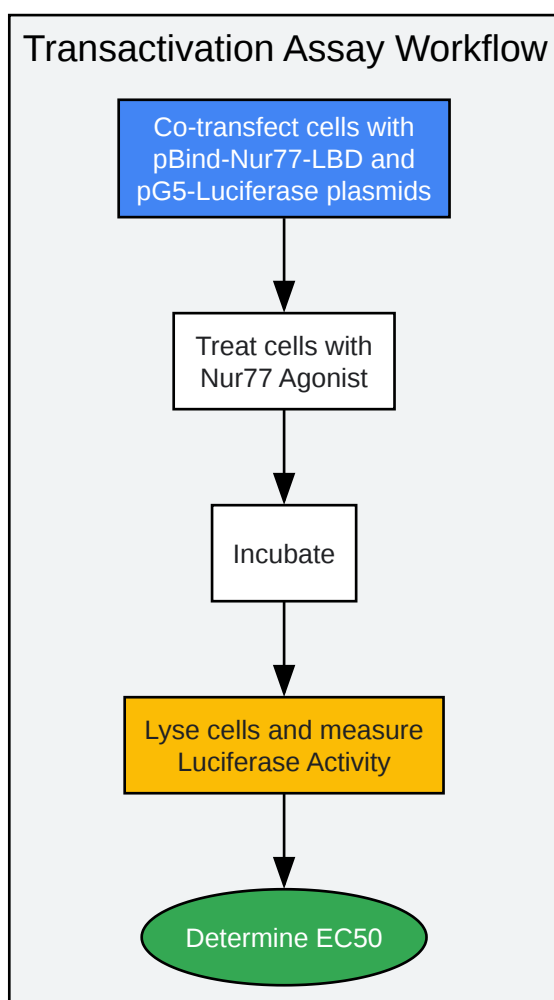 Transactivation Assay Workflow
Co-transfect cells with
pBind-Nur77-LBD and
pG5-Luciferase plasmids
Treat cells with
Nur77 Agonist
Incubate
Lyse cells and measure
Luciferase Activity
Determine EC50